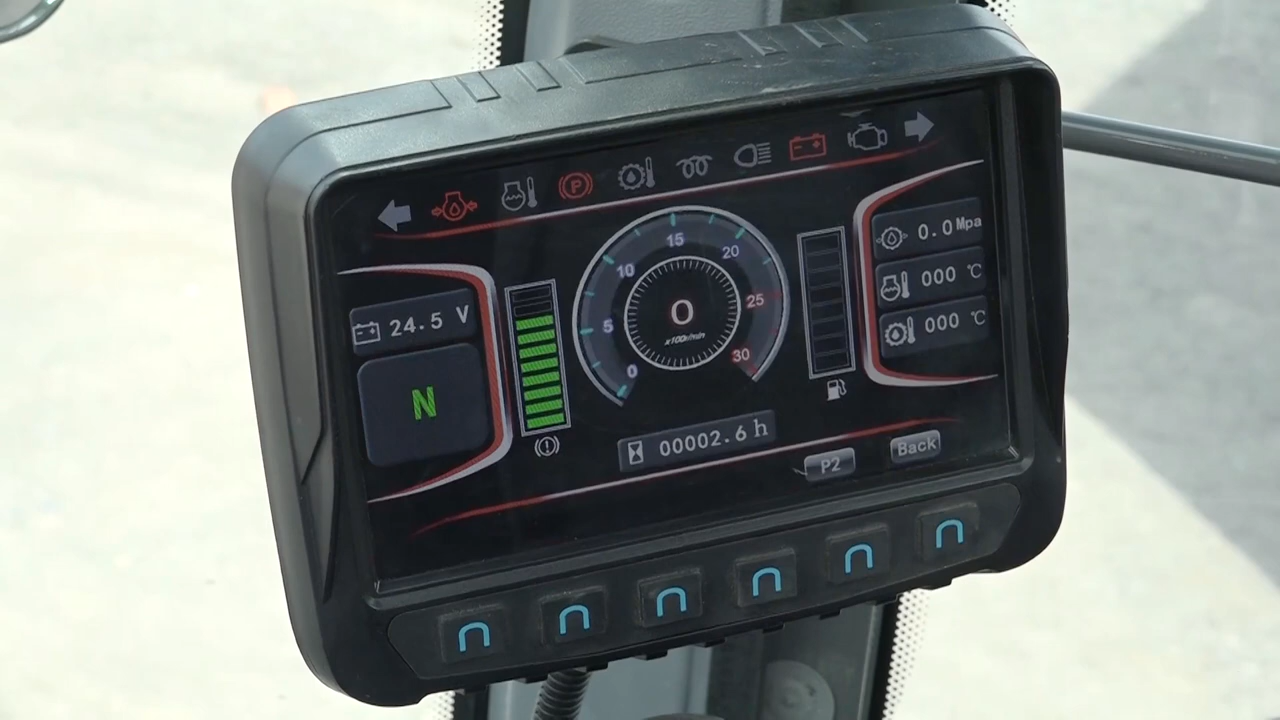 P
24.5 V
N
0 5 10 15 20 25 30
0
x100r/min
0.0 Mpa
000 ℃
000 ℃
00002.6 h
P2
Back